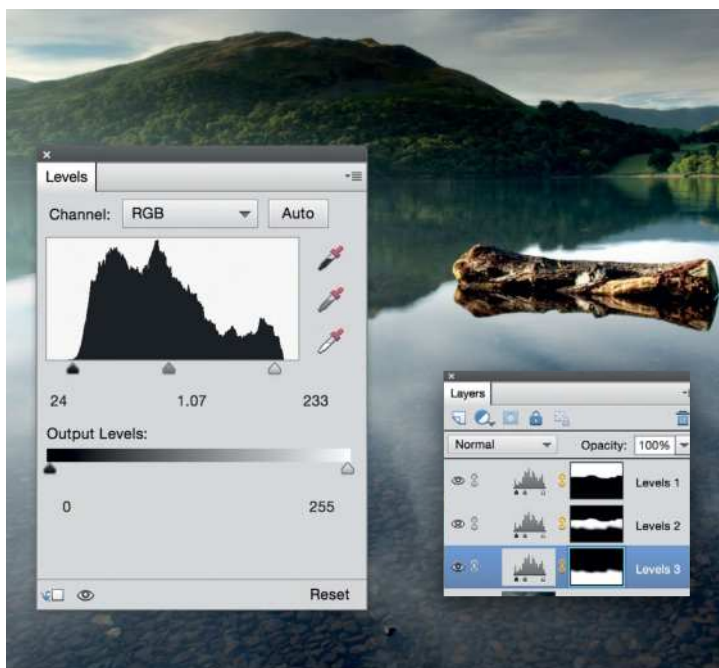 Levels
Channel: RGB Auto
24 1.07 233
Output Levels:
0 255
Reset
Layers
Normal Opacity: 100%
Levels 1
Levels 2
Levels 3